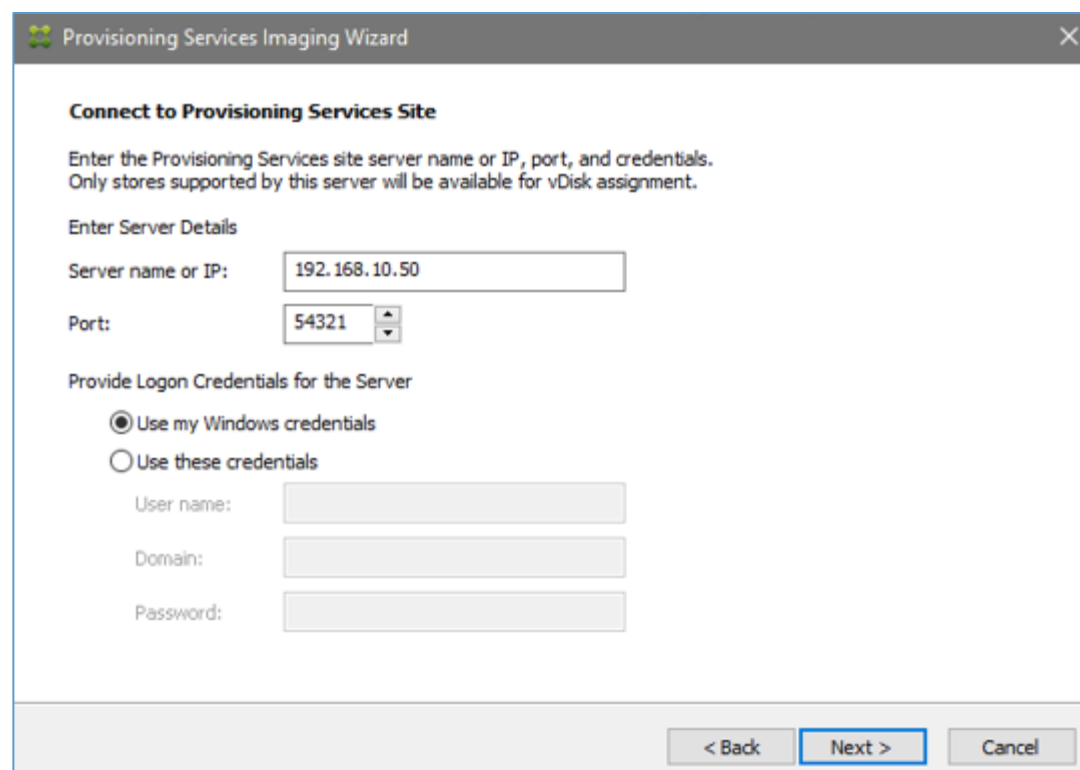 Provisioning Services Imaging Wizard
Connect to Provisioning Services Site
Enter the Provisioning Services site server name or IP, port, and credentials.
Only stores supported by this server will be available for vDisk assignment.
Enter Server Details
Server name or IP: 192.168.10.50
Port: 54321
Provide Logon Credentials for the Server
Use my Windows credentials
Use these credentials
User name:
Domain:
Password:
< Back Next > Cancel